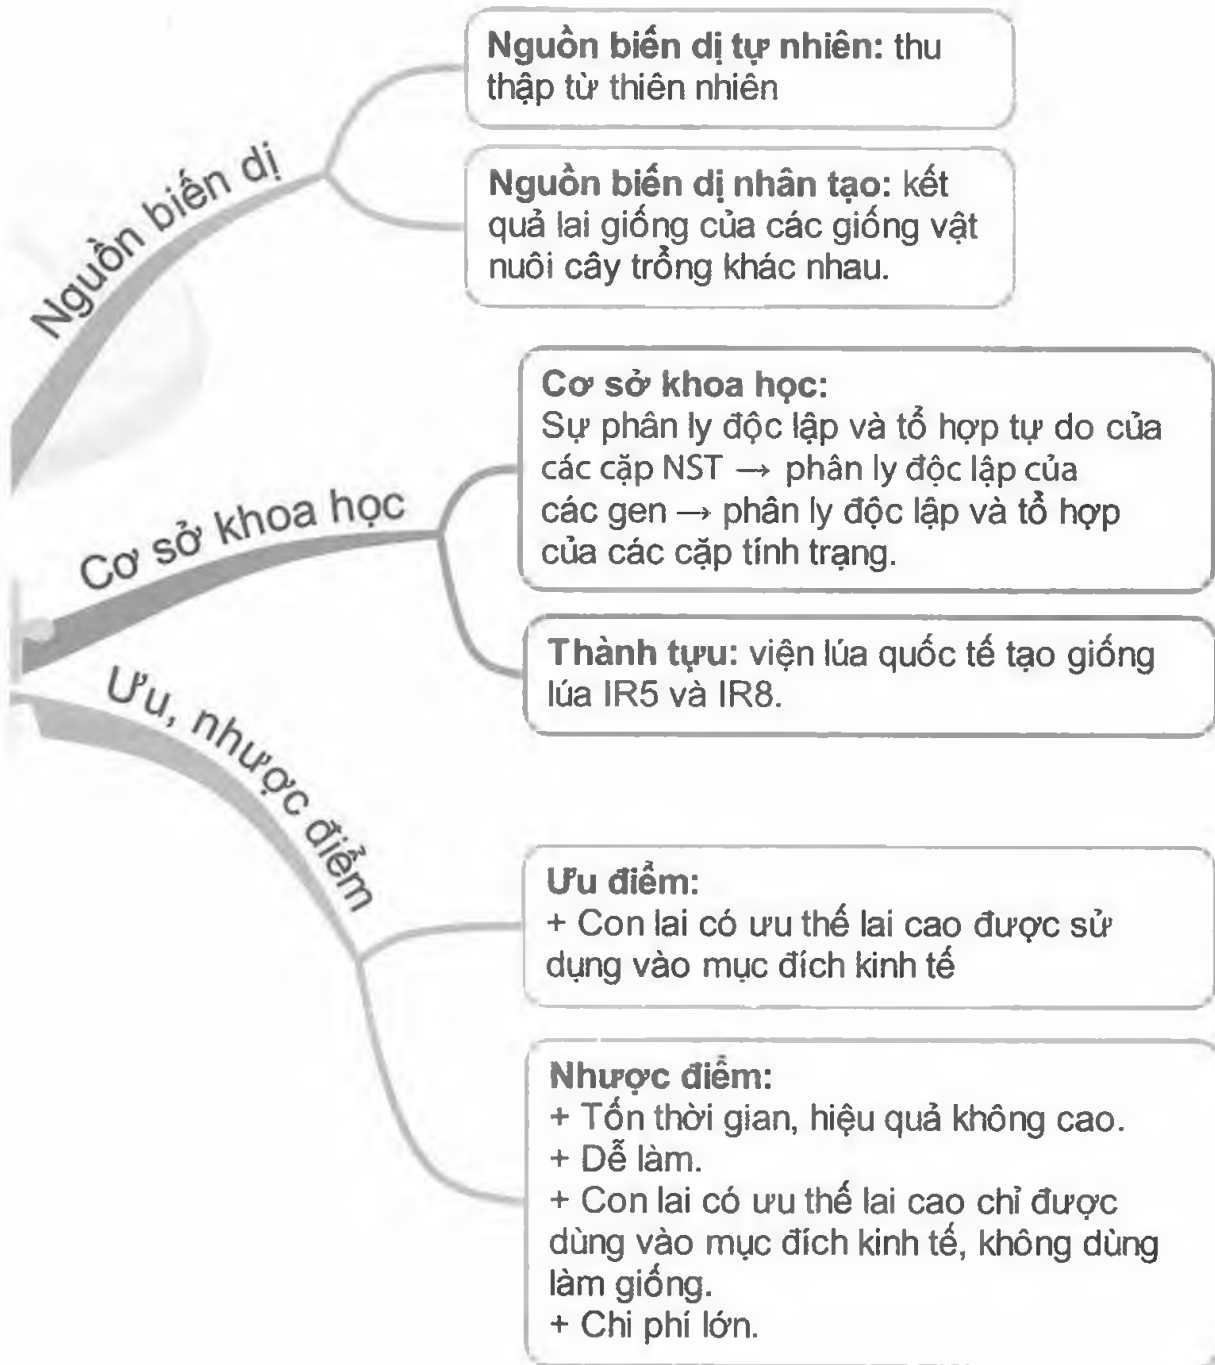 Nguồn biến dị
Nguồn biến dị tự nhiên: thu
thập từ thiên nhiên
Nguồn biến dị nhân tạo: kết
quả lai giống của các giống vật
nuôi cây trồng khác nhau.
Cơ sở khoa học
Cơ sở khoa học:
Sự phân ly độc lập và tổ hợp tự do của
các cặp NST → phân ly độc lập của
các gen → phân ly độc lập và tổ hợp
của các cặp tính trạng.
Thành tựu: viện lúa quốc tế tạo giống
lúa IR5 và IR8.
Ưu, nhược điểm
Ưu điểm:
+ Con lai có ưu thế lai cao được sử
dụng vào mục đích kinh tế
Nhược điểm:
+ Tốn thời gian, hiệu quả không cao.
+ Dễ làm.
+ Con lai có ưu thế lai cao chỉ được
dùng vào mục đích kinh tế, không dùng
làm giống.
+ Chi phí lớn.